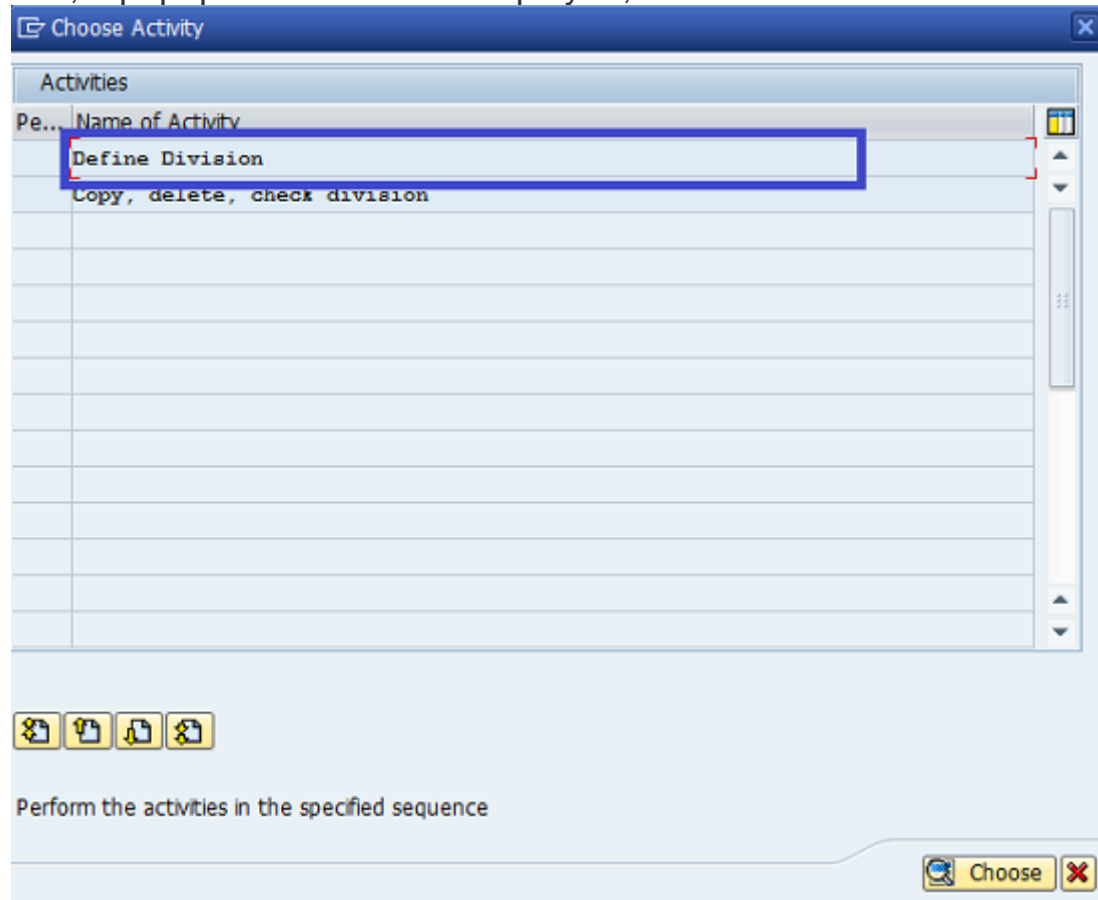 Choose Activity
Activities
Pe... Name of Activity
Define Division
Copy, delete, check division
Perform the activities in the specified sequence
Choose